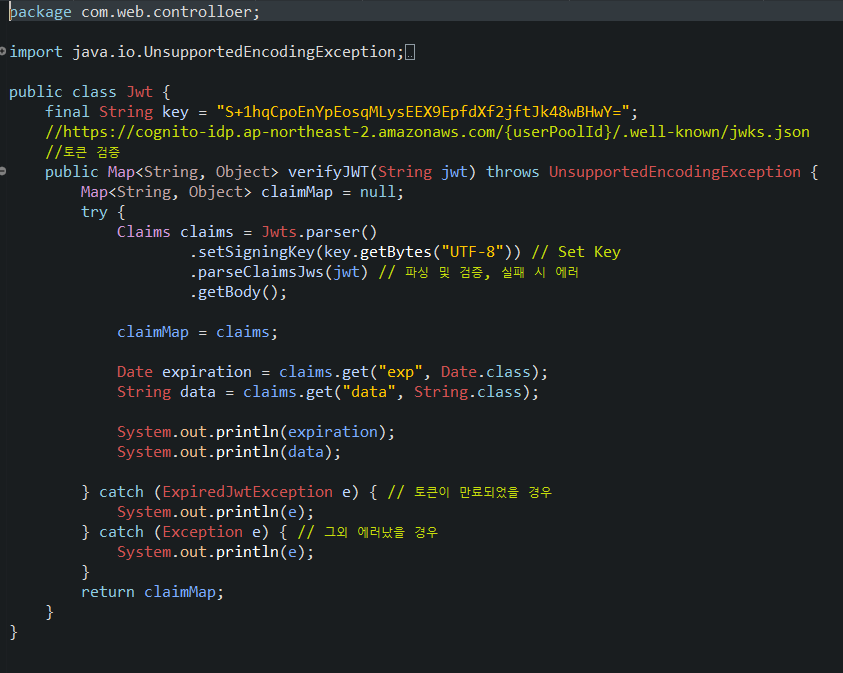 package com.web.controlloer;
import java.io.UnsupportedEncodingException;
public class Jwt {
final String key = "S+1hqCpoEnYpEosqMLysEEX9EpfdXf2jftJk48wBHwY=";
//https://cognito-idp.ap-northeast-2.amazonaws.com/{userPoolId}/.well-known/jwks.json
//토큰 검증
public Map<String, Object> verifyJWT(String jwt) throws UnsupportedEncodingException {
Map<String, Object> claimMap = null;
try {
Claims claims = Jwts.parser()
.setSigningKey(key.getBytes("UTF-8")) // Set Key
.parseClaimsJws(jwt) // 파싱 및 검증, 실패 시 에러
.getBody();
claimMap = claims;
Date expiration = claims.get("exp", Date.class);
String data = claims.get("data", String.class);
System.out.println(expiration);
System.out.println(data);
} catch (ExpiredJwtException e) { // 토큰이 만료되었을 경우
System.out.println(e);
} catch (Exception e) { // 그외 에러났을 경우
System.out.println(e);
}
return claimMap;
}
}